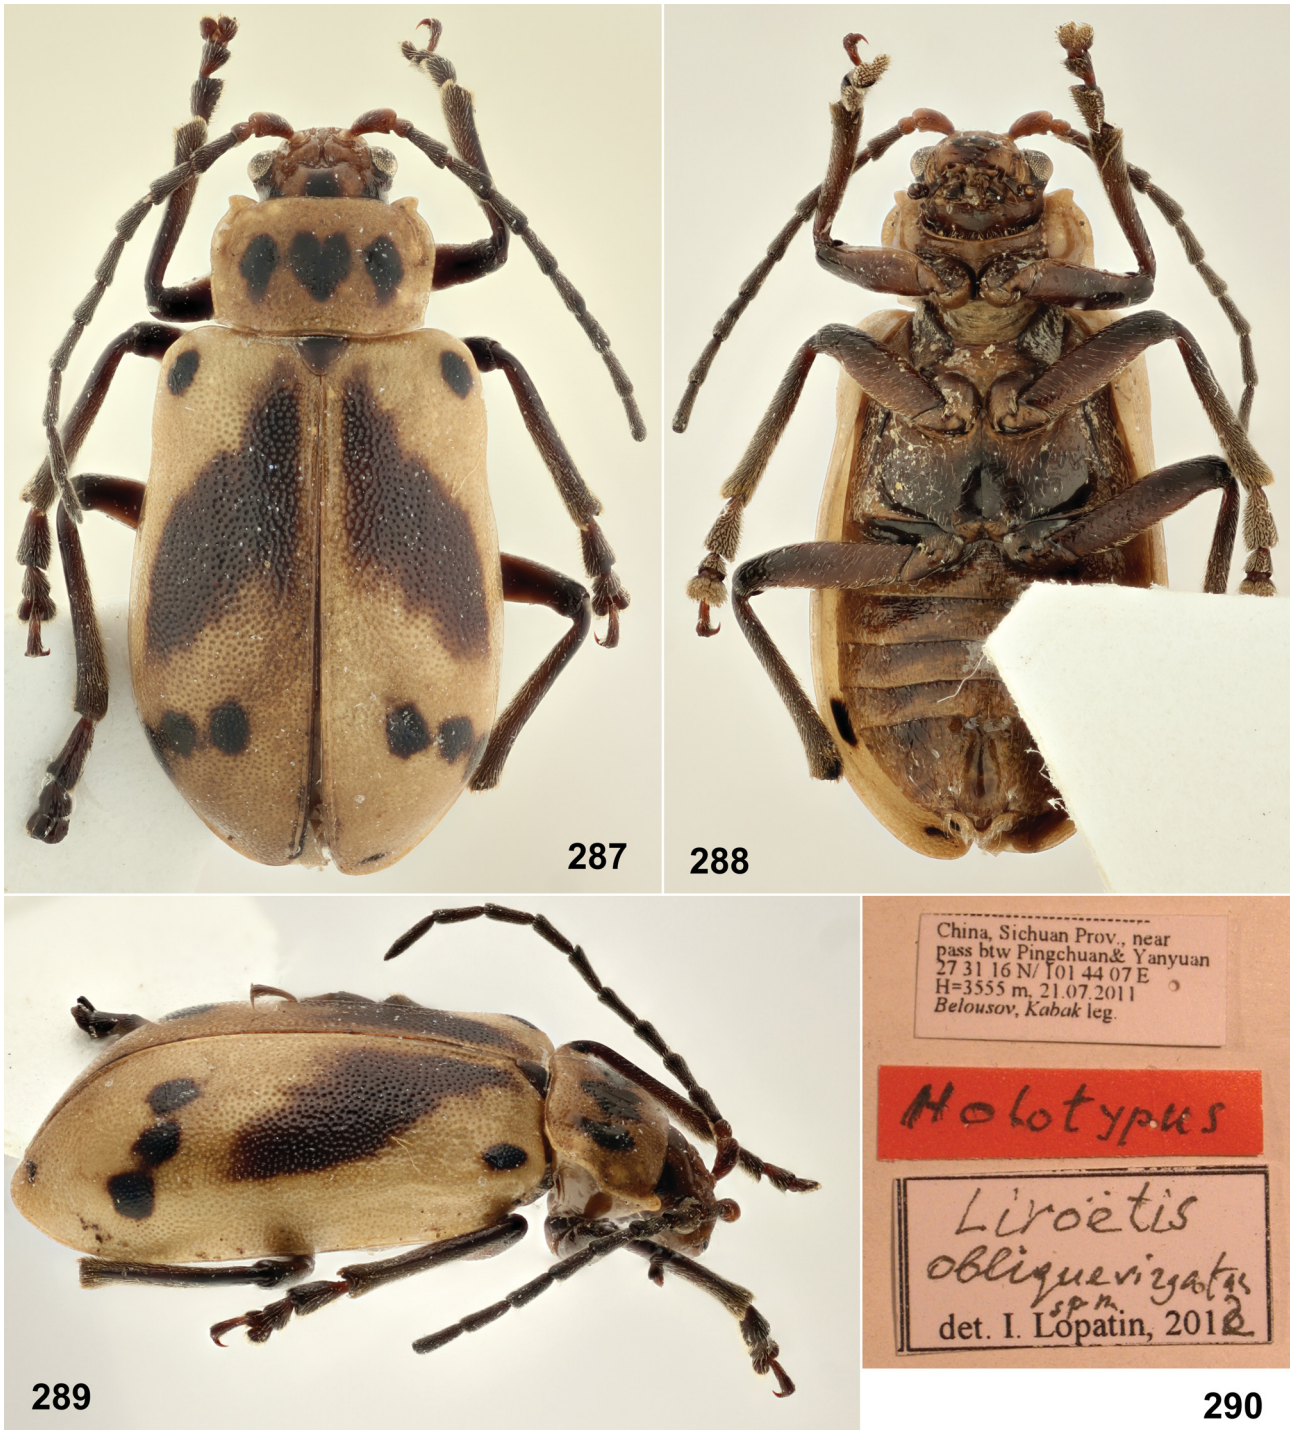 287
288
289
China, Sichuan Prov., near
pass btw Pingchuan& Yanyuan
27 31 16 N/ 101 44 07 E
H=3555 m, 21.07.2011
Belousov, Kabak leg.
Holotypus
Liroëtis
obliquevirgatus
sp. n.
det. I. Lopatin, 2012
290